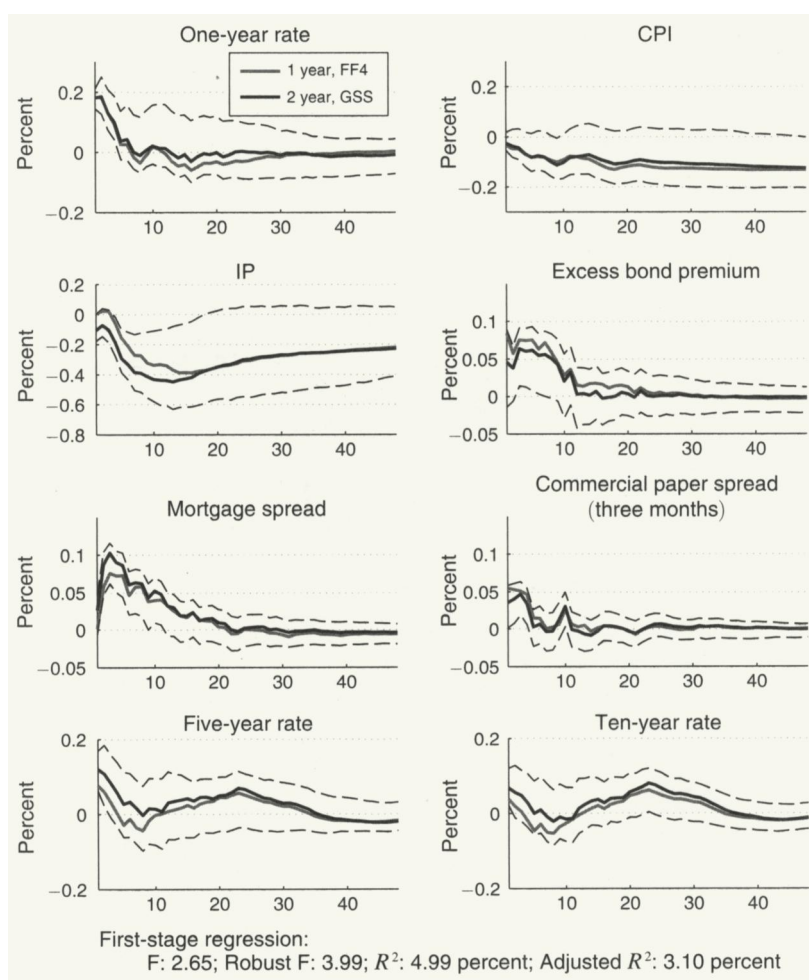 One-year rate
CPI
1 year, FF4
2 year, GSS
Percent
0.2
0
−0.2
10
20
30
40
Percent
0.2
0
−0.2
10
20
30
40
IP
Excess bond premium
Percent
0.2
0
−0.2
−0.4
−0.6
−0.8
10
20
30
40
Percent
0.1
0.05
0
−0.05
10
20
30
40
Mortgage spread
Commercial paper spread
(three months)
Percent
0.1
0.05
0
−0.05
10
20
30
40
Percent
0.1
0.05
0
−0.05
10
20
30
40
Five-year rate
Ten-year rate
Percent
0.2
0
−0.2
10
20
30
40
Percent
0.2
0
−0.2
10
20
30
40
First-stage regression:
F: 2.65; Robust F: 3.99; R²: 4.99 percent; Adjusted R²: 3.10 percent